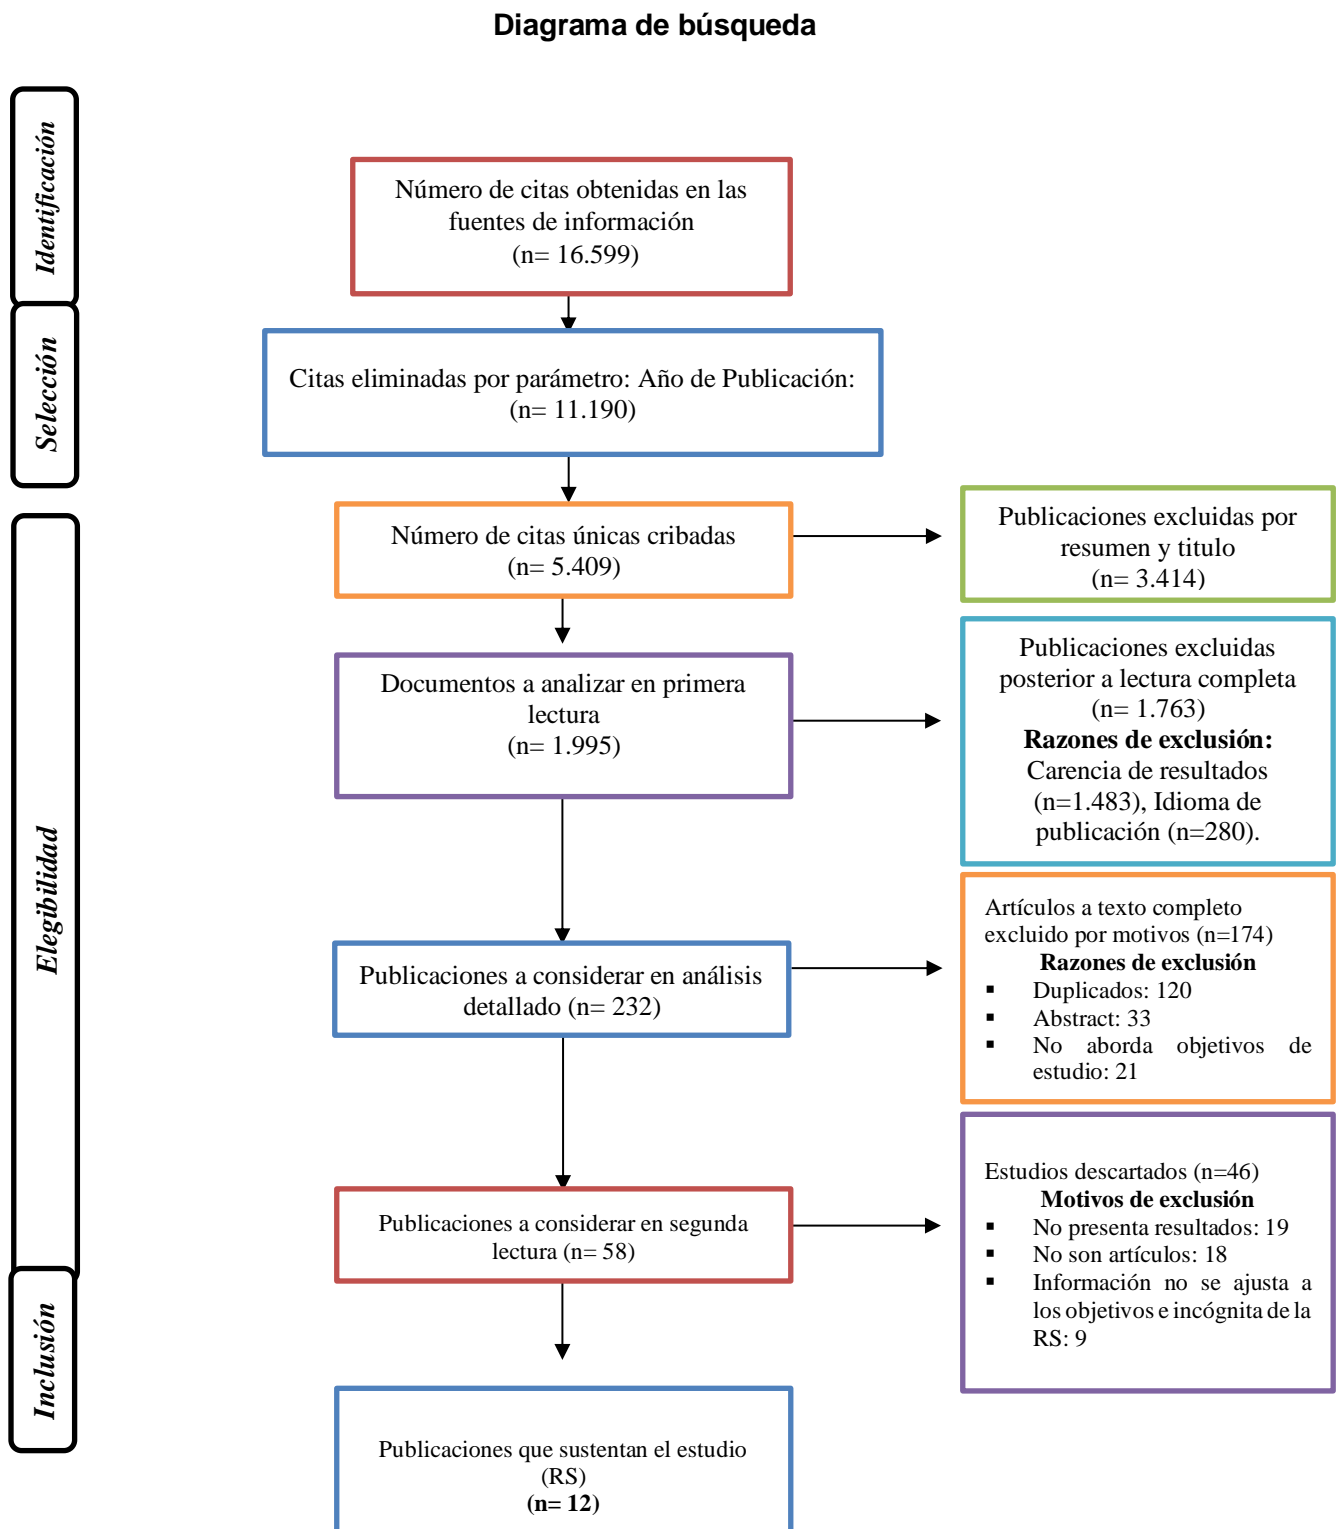 Diagrama de búsqueda
Identificación
Número de citas obtenidas en las
fuentes de información
(n= 16.599)
Selección
Citas eliminadas por parámetro: Año de Publicación:
(n= 11.190)
Elegibilidad
Número de citas únicas cribadas
(n= 5.409)
Publicaciones excluidas por
resumen y titulo
(n= 3.414)
Documentos a analizar en primera
lectura
(n= 1.995)
Publicaciones excluidas
posterior a lectura completa
(n= 1.763)
Razones de exclusión:
Carencia de resultados
(n=1.483), Idioma de
publicación (n=280).
Publicaciones a considerar en análisis
detallado (n= 232)
Artículos a texto completo
excluido por motivos (n=174)
Razones de exclusión
▪ Duplicados: 120
▪ Abstract: 33
▪ No aborda objetivos de
estudio: 21
Publicaciones a considerar en segunda
lectura (n= 58)
Estudios descartados (n=46)
Motivos de exclusión
▪ No presenta resultados: 19
▪ No son artículos: 18
▪ Información no se ajusta a
los objetivos e incógnita de la
RS: 9
Inclusión
Publicaciones que sustentan el estudio
(RS)
(n= 12)